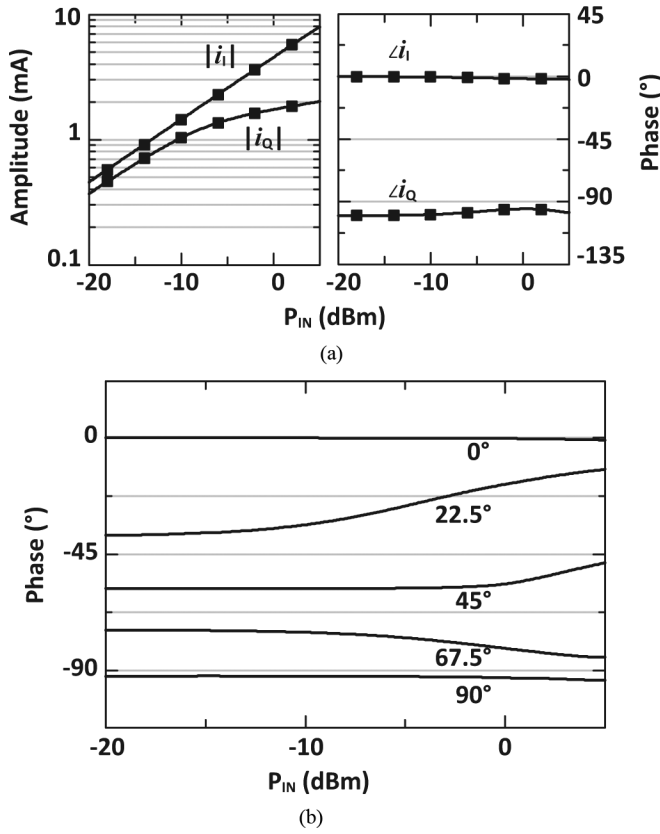 Amplitude (mA)
10
1
0.1
|iI|
|iQ|
-20
-10
0
∠iI
∠iQ
45
0
-45
-90
-135
Phase (°)
-20
-10
0
PIN (dBm)
(a)
Phase (°)
0
-45
-90
0°
22.5°
45°
67.5°
90°
-20
-10
0
PIN (dBm)
(b)